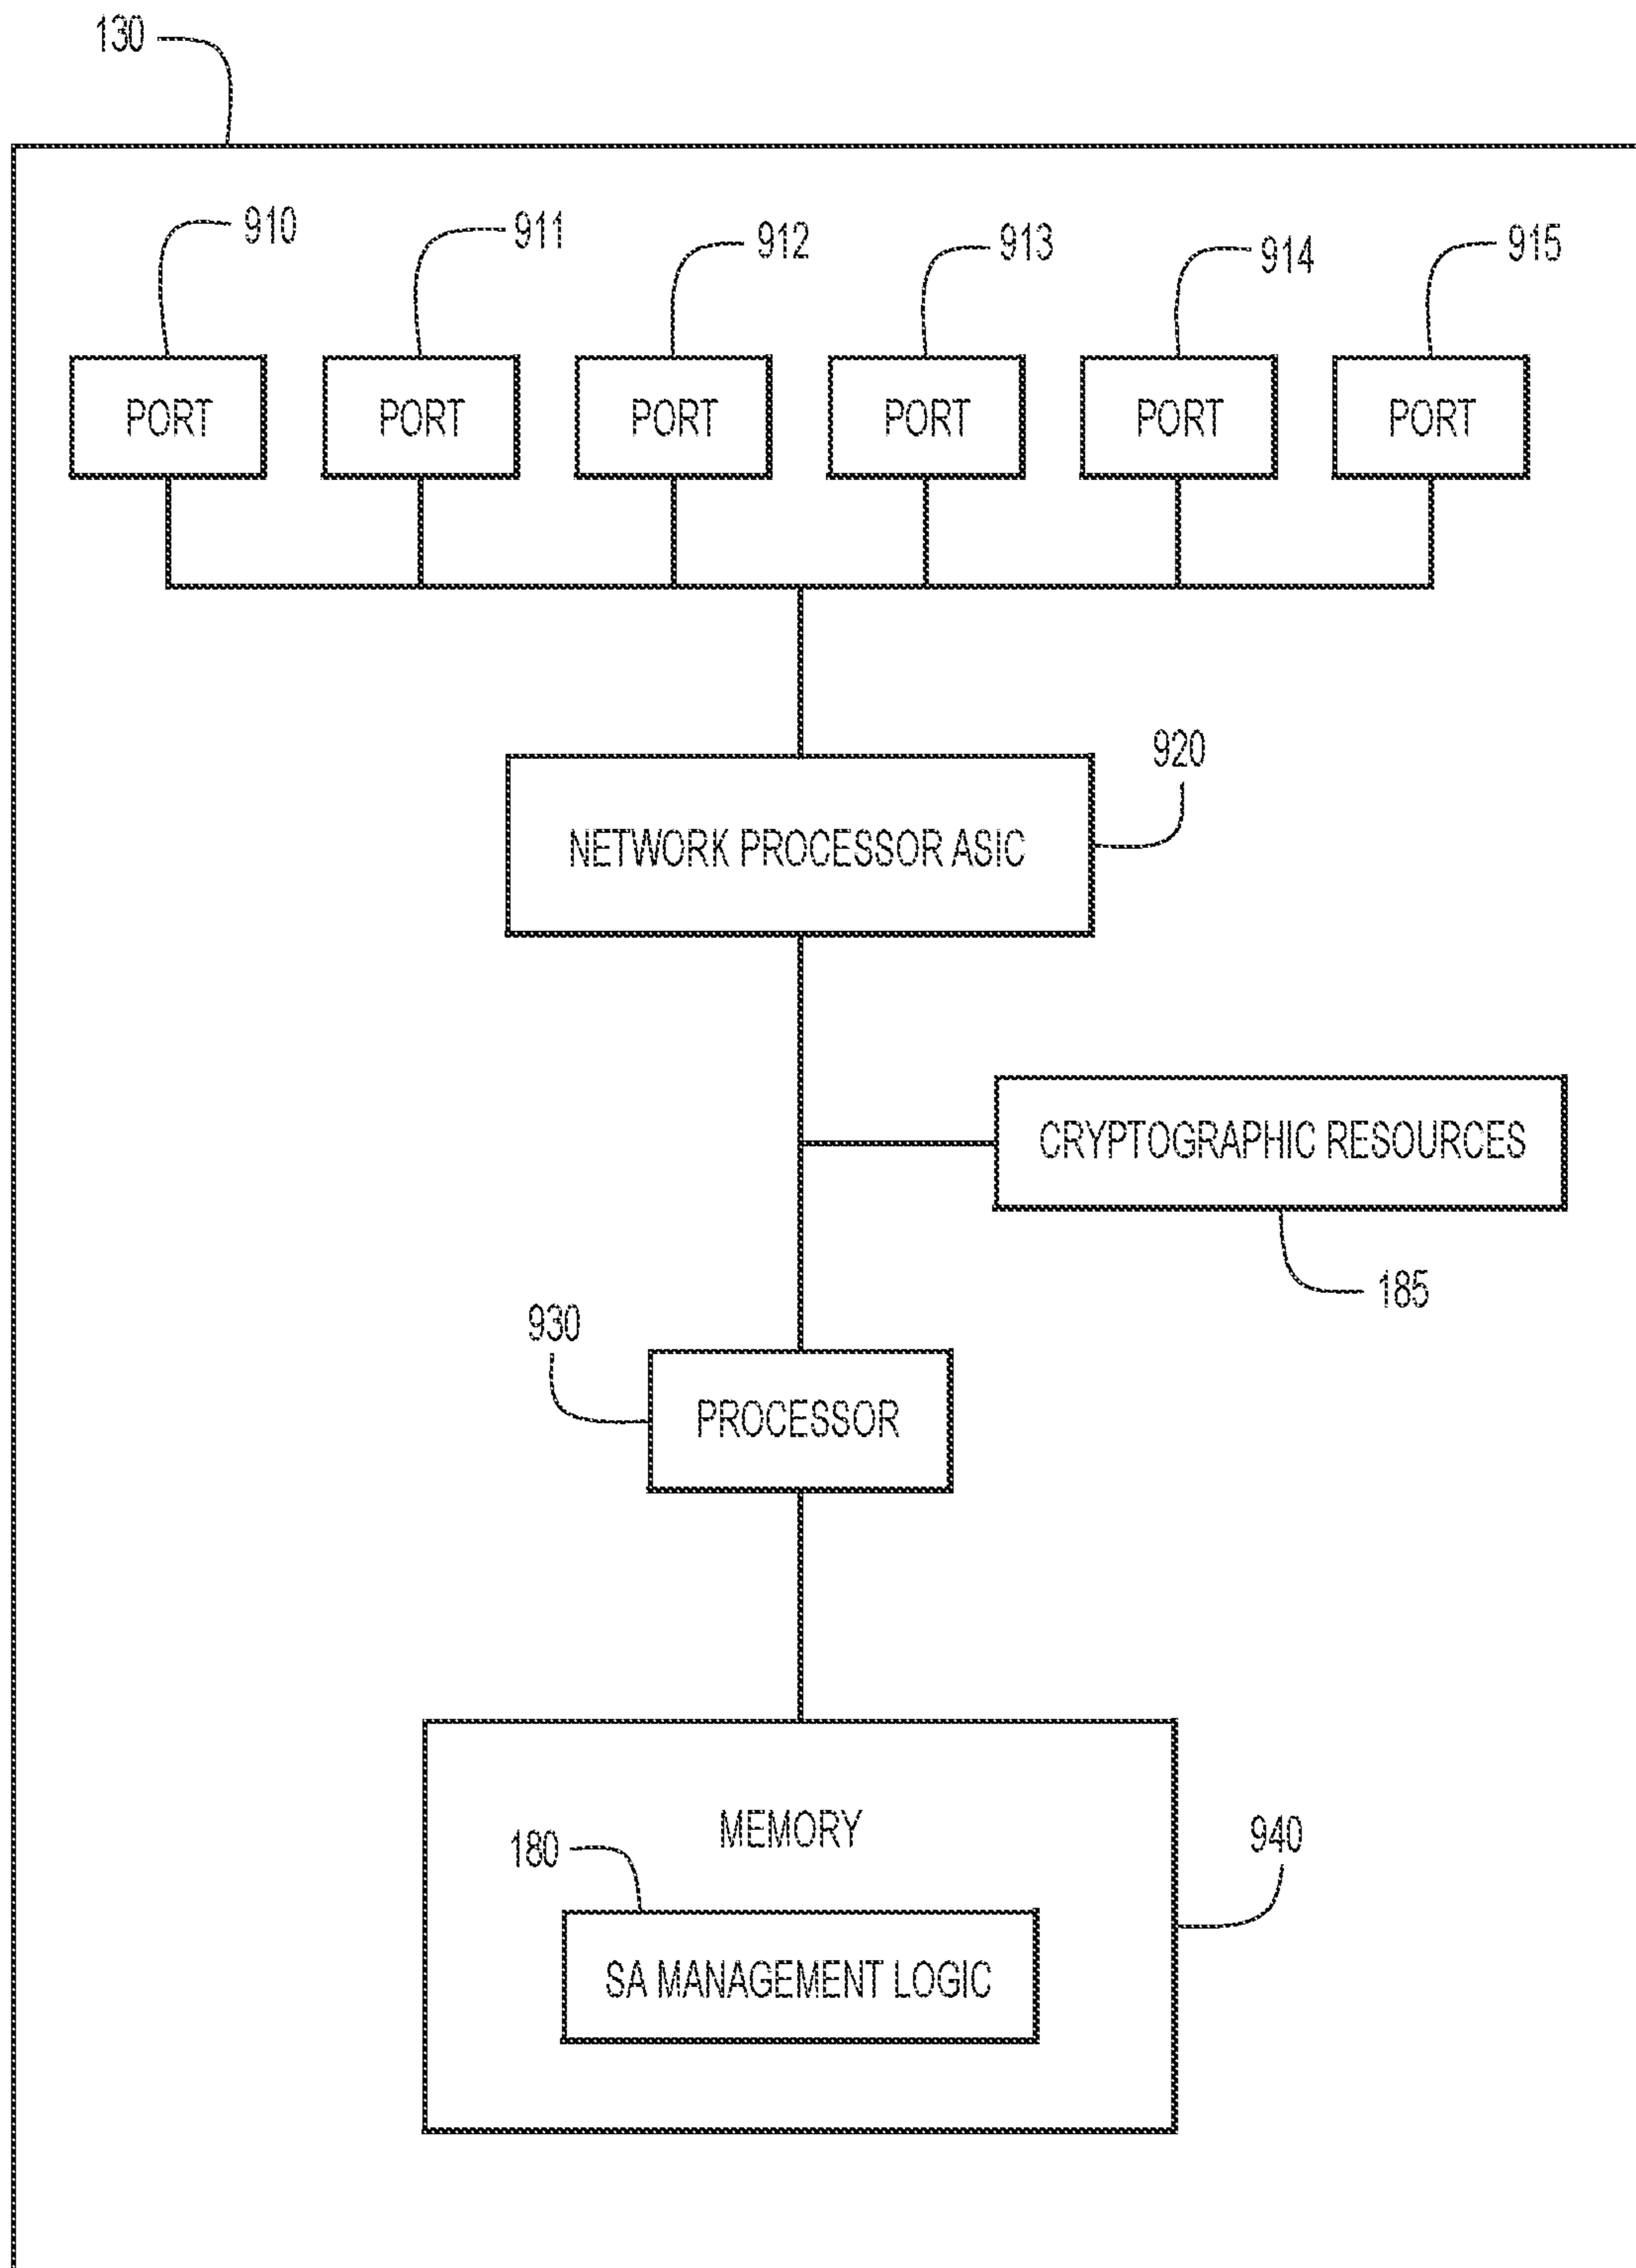 130
910
911
912
913
914
915
PORT
PORT
PORT
PORT
PORT
PORT
920
NETWORK PROCESSOR ASIC
CRYPTOGRAPHIC RESOURCES
185
930
PROCESSOR
MEMORY
180
940
SA MANAGEMENT LOGIC